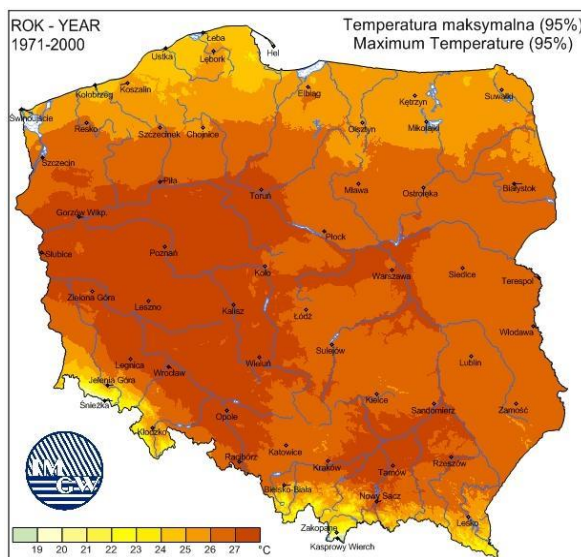 ROK - YEAR
1971-2000
Temperatura maksymalna (95%)
Maximum Temperature (95%)
Łeba
Hel
Ustka
Lębork
Koszalin
Kołobrzeg
Elbląg
Kętrzyn
Suwałki
Świnoujście
Resko
Szczecinek
Chojnice
Olsztyn
Mikołajki
Szczecin
Piła
Toruń
Mława
Ostrołęka
Białystok
Gorzów Wlkp.
Płock
Słubice
Poznań
Koło
Warszawa
Siedlce
Terespol
Zielona Góra
Leszno
Kalisz
Łódź
Włodawa
Sulejów
Legnica
Wrocław
Wieluń
Lublin
Jelenia Góra
Śnieżka
Opole
Kielce
Sandomierz
Zamość
Kłodzko
Racibórz
Katowice
Kraków
Tarnów
Rzeszów
Bielsko-Biała
Nowy Sącz
Lesko
Zakopane
Kasprowy Wierch
IMGW
19 20 21 22 23 24 25 26 27 °C